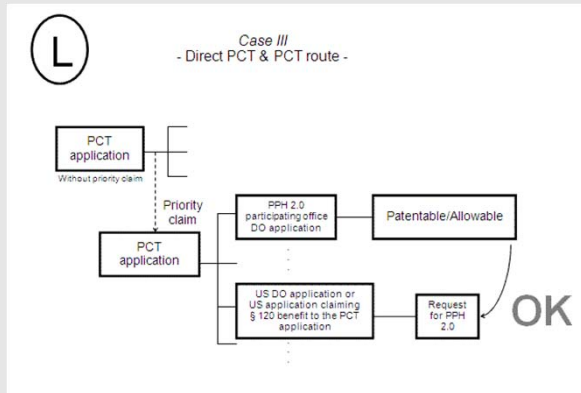 L
Case III
- Direct PCT & PCT route -
PCT
application
Without priority claim
Priority
claim
PCT
application
PPH 2.0
participating office
DO application
Patentable/Allowable
US DO application or
US application claiming
§ 120 benefit to the PCT
application
Request
for PPH
2.0
OK